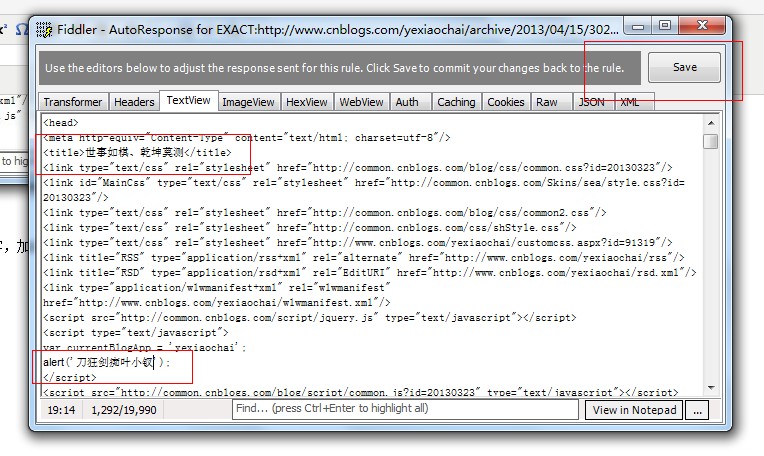 Fiddler - AutoResponse for EXACT:http://www.cnblogs.com/yexiaochai/archive/2013/04/15/302...
Use the editors below to adjust the response sent for this rule. Click Save to commit your changes back to the rule.
Save
Transformer Headers TextView ImageView HexView WebView Auth Caching Cookies Raw JSON XML
<head>
<meta http-equiv="Content-Type" content="text/html; charset=utf-8"/>
<title>世事如棋、乾坤莫测</title>
<link type="text/css" rel="stylesheet" href="http://common.cnblogs.com/blog/css/common.css?id=20130323"/>
<link id="MainCss" type="text/css" rel="stylesheet" href="http://common.cnblogs.com/Skins/sea/style.css?id=
20130323"/>
<link type="text/css" rel="stylesheet" href="http://common.cnblogs.com/blog/css/common2.css"/>
<link type="text/css" rel="stylesheet" href="http://common.cnblogs.com/css/shStyle.css"/>
<link type="text/css" rel="stylesheet" href="http://www.cnblogs.com/yexiaochai/customcss.aspx?id=91319"/>
<link title="RSS" type="application/rss+xml" rel="alternate" href="http://www.cnblogs.com/yexiaochai/rss"/>
<link title="RSD" type="application/rsd+xml" rel="EditURI" href="http://www.cnblogs.com/yexiaochai/rsd.xml"/>
<link type="application/wlwmanifest+xml" rel="wlwmanifest"
href="http://www.cnblogs.com/yexiaochai/wlwmanifest.xml"/>
<script src="http://common.cnblogs.com/script/jquery.js" type="text/javascript"></script>
<script type="text/javascript">
var currentBlogApp = 'yexiaochai';
alert('刀狂剑痴叶小钗');
</script>
<script src="http://common.cnblogs.com/blog/script/common.js?id=20130323" type="text/javascript"></script>
19:14 1,292/19,990 Find... (press Ctrl+Enter to highlight all) View in Notepad ...